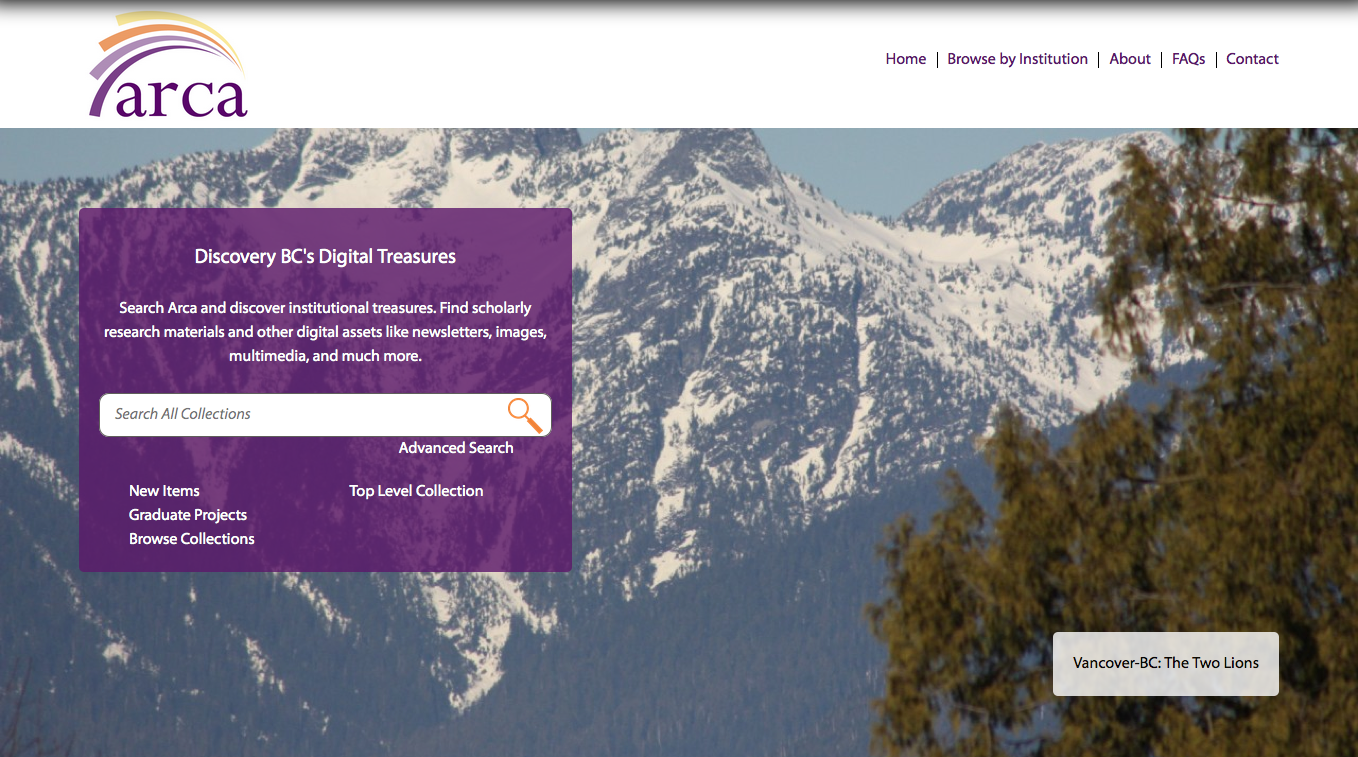 arca
Home | Browse by Institution | About | FAQs | Contact
Discovery BC's Digital Treasures
Search Arca and discover institutional treasures. Find scholarly
research materials and other digital assets like newsletters, images,
multimedia, and much more.
Search All Collections
Advanced Search
New Items
Top Level Collection
Graduate Projects
Browse Collections
Vancover-BC: The Two Lions